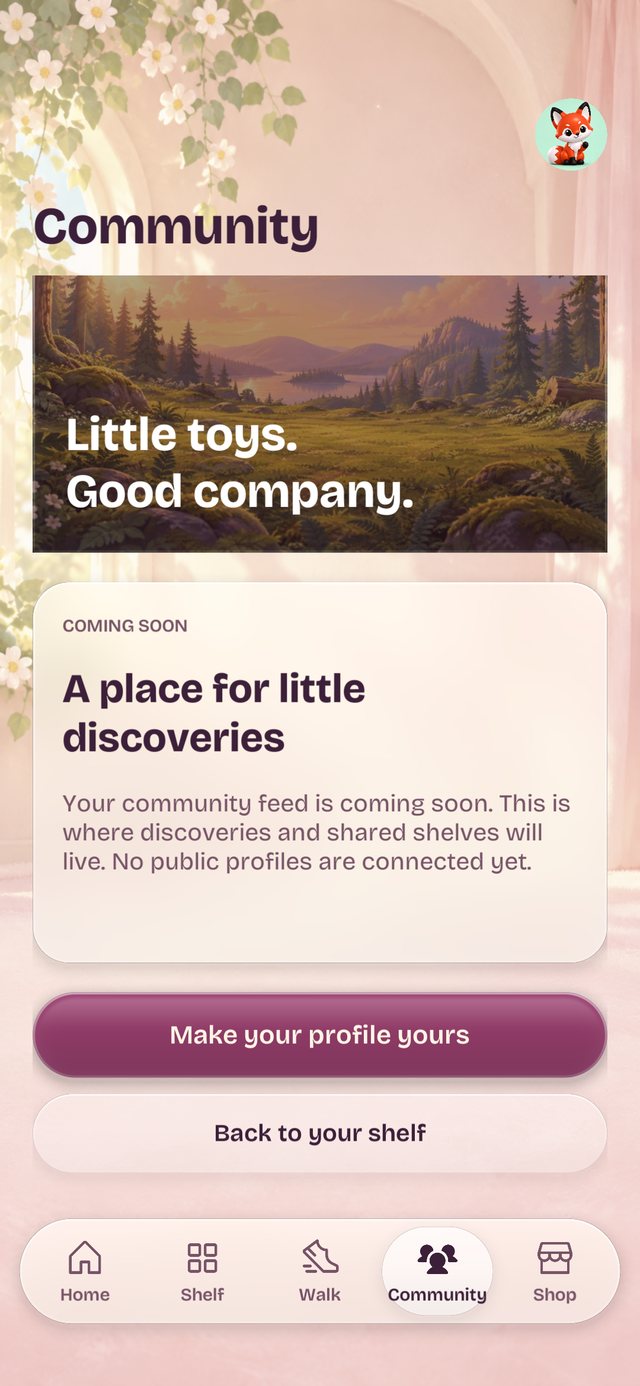 Community
Little toys.
Good company.
COMING SOON
A place for little
discoveries
Your community feed is coming soon. This is
where discoveries and shared shelves will
live. No public profiles are connected yet.
Make your profile yours
Back to your shelf
Home
Shelf
Walk
Community
Shop